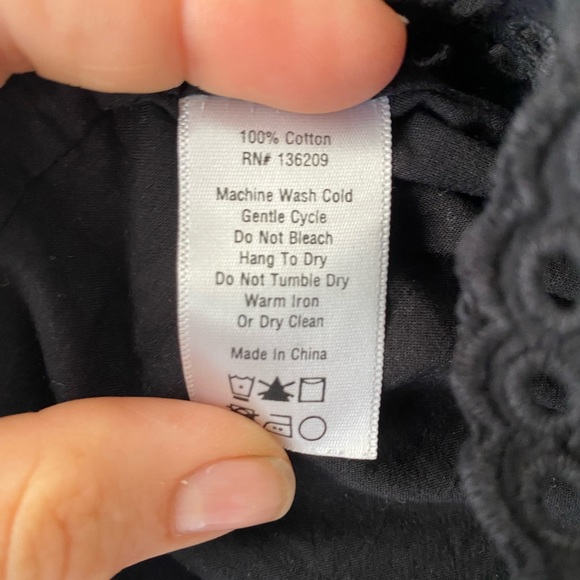 100% Cotton
RN# 136209
Machine Wash Cold
Gentle Cycle
Do Not Bleach
Hang To Dry
Do Not Tumble Dry
Warm Iron
Or Dry Clean
Made In China